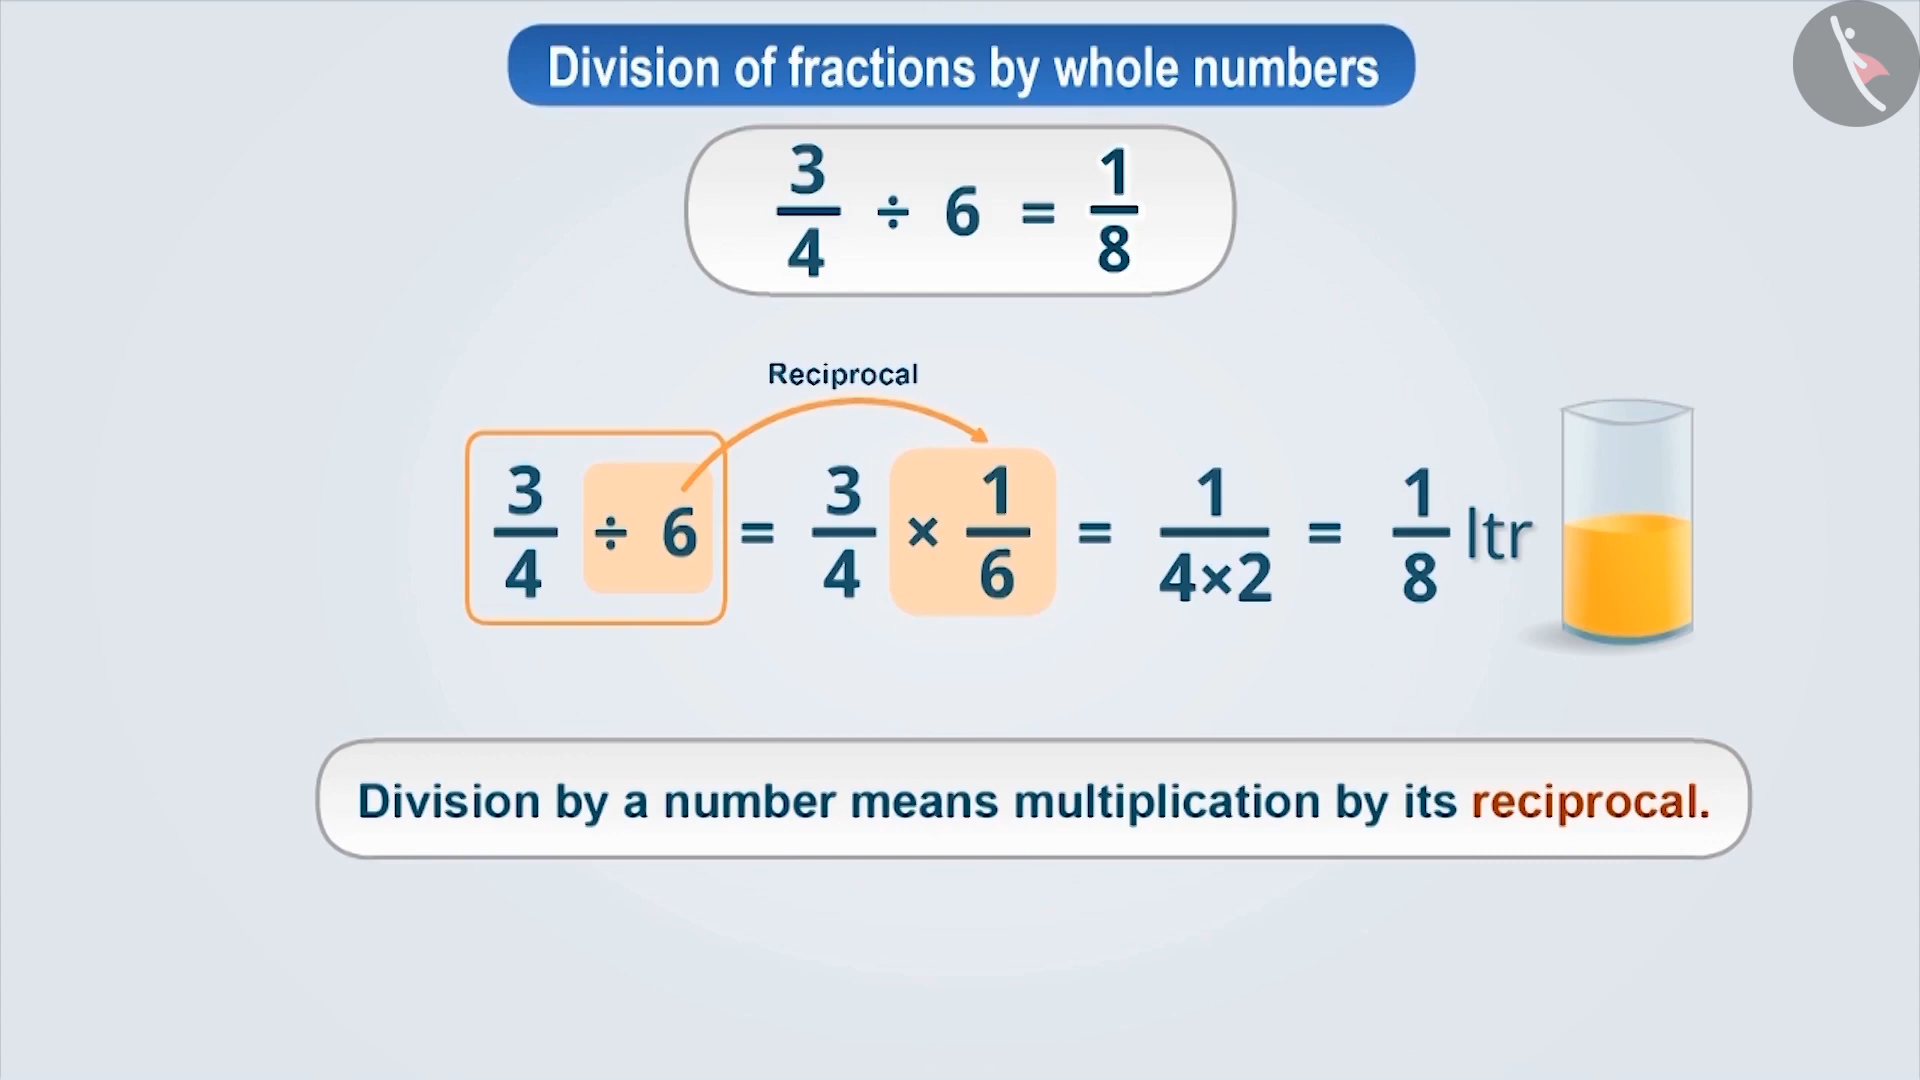 Division of fractions by whole numbers
3/4 ÷ 6 = 1/8
Reciprocal
3/4 ÷ 6 = 3/4 × 1/6 = 1/4×2 = 1/8 ltr
Division by a number means multiplication by its reciprocal.